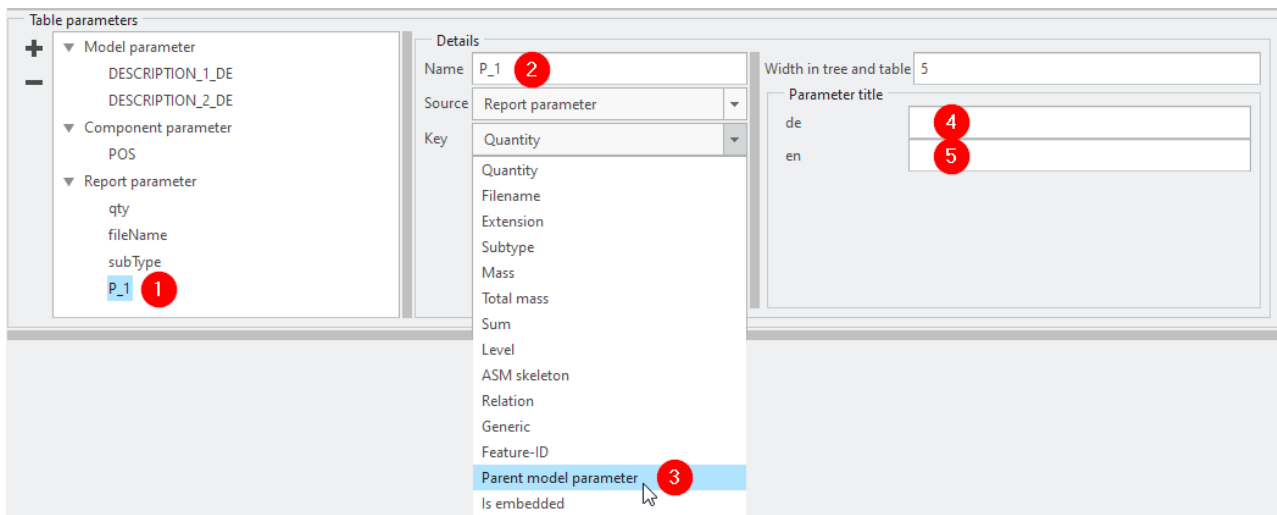 Table parameters
Model parameter
DESCRIPTION_1_DE
DESCRIPTION_2_DE
Component parameter
POS
Report parameter
qty
fileName
subType
P_1 1
Details
Name P_1 2
Source Report parameter
Key Quantity
Quantity
Filename
Extension
Subtype
Mass
Total mass
Sum
Level
ASM skeleton
Relation
Generic
Feature-ID
Parent model parameter 3
Is embedded
Width in tree and table 5
Parameter title
de 4
en 5